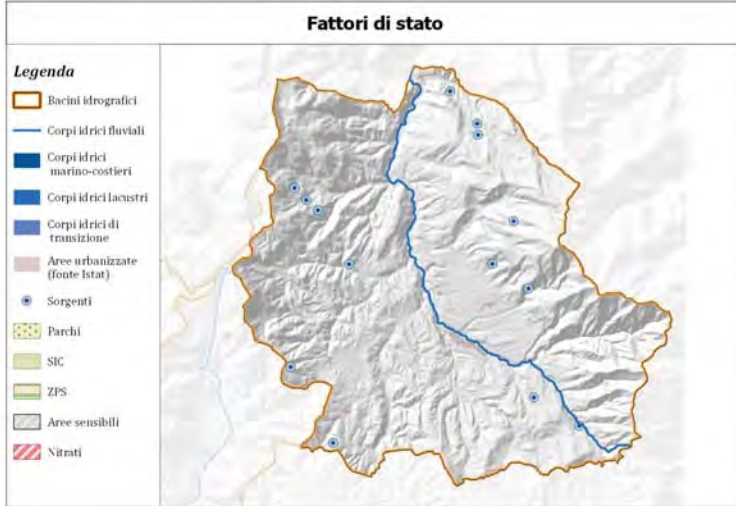 Fattori di stato
Legenda
Bacini idrografici
Corpi idrici fluviali
Corpi idrici
marino-costieri
Corpi idrici lacustri
Corpi idrici di
transizione
Aree urbanizzate
(fonte Istat)
Sorgenti
Parchi
SIC
ZPS
Aree sensibili
Nitrati